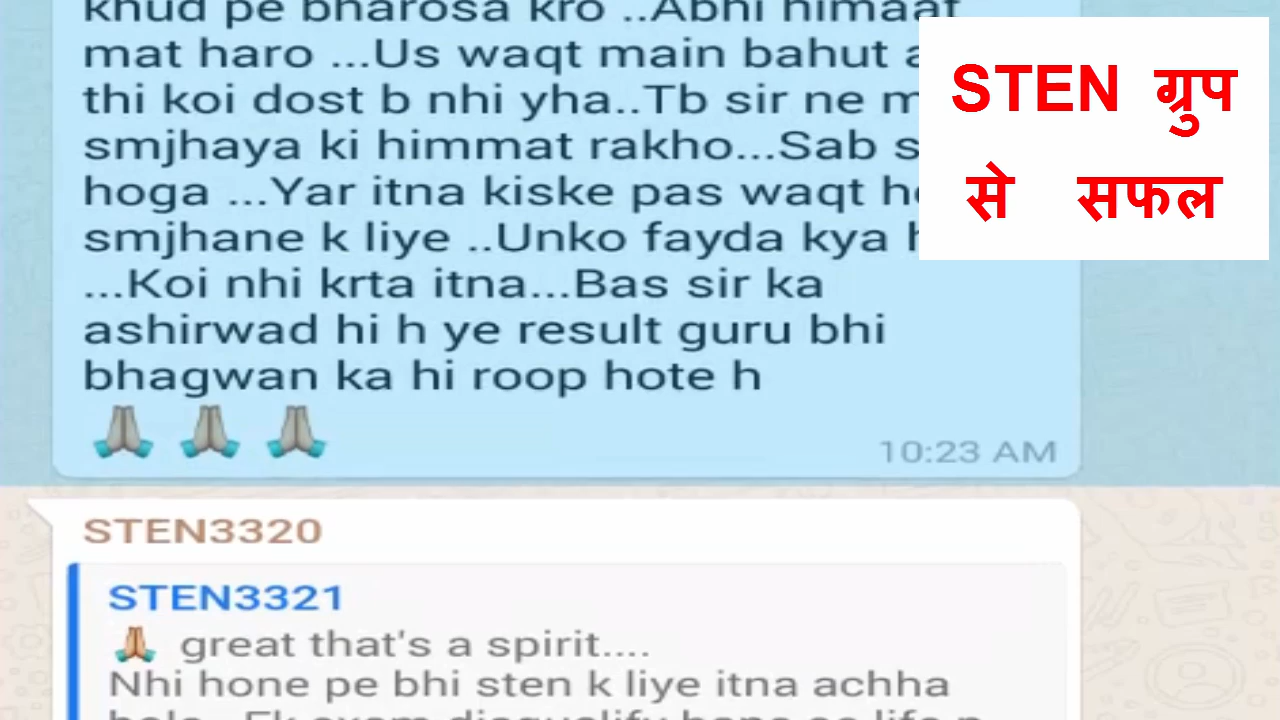 khud pe bharosa kro ..Abhi himaat
mat haro ...Us waqt main bahut
thi koi dost b nhi yha..Tb sir ne
smjhaya ki himmat rakho...Sab
hoga ...Yar itna kiske pas waqt
smjhane k liye ..Unko fayda kya
...Koi nhi krta itna...Bas sir ka
ashirwad hi h ye result guru bhi
bhagwan ka hi roop hote h
🙏 🙏 🙏
10:23 AM
STEN ग्रुप
से सफल
STEN3320
STEN3321
🙏 great that's a spirit....
Nhi hone pe bhi sten k liye itna achha